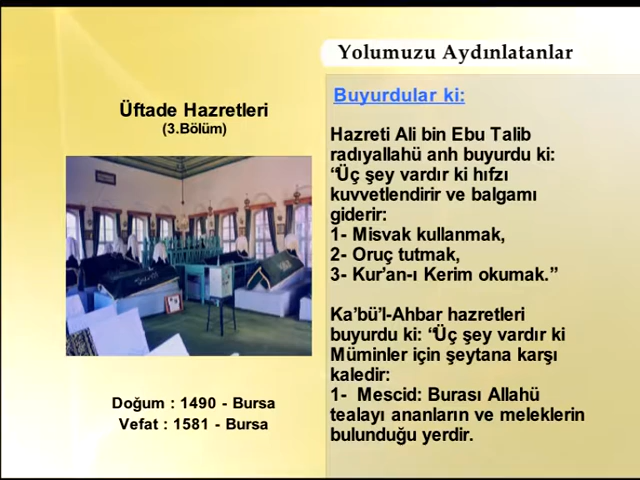 Yolumuzu Aydınlatanlar
Üftade Hazretleri
(3.Bölüm)
Doğum : 1490 - Bursa
Vefat : 1581 - Bursa
Buyurdular ki:
Hazreti Ali bin Ebu Talib
radıyallahü anh buyurdu ki:
“Üç şey vardır ki hıfzı
kuvvetlendirir ve balgamı
giderir:
1- Misvak kullanmak,
2- Oruç tutmak,
3- Kur’an-ı Kerim okumak.”
Ka’bü’l-Ahbar hazretleri
buyurdu ki: “Üç şey vardır ki
Müminler için şeytana karşı
kaledir:
1-  Mescid: Burası Allahü
tealayı ananların ve meleklerin
bulunduğu yerdir.